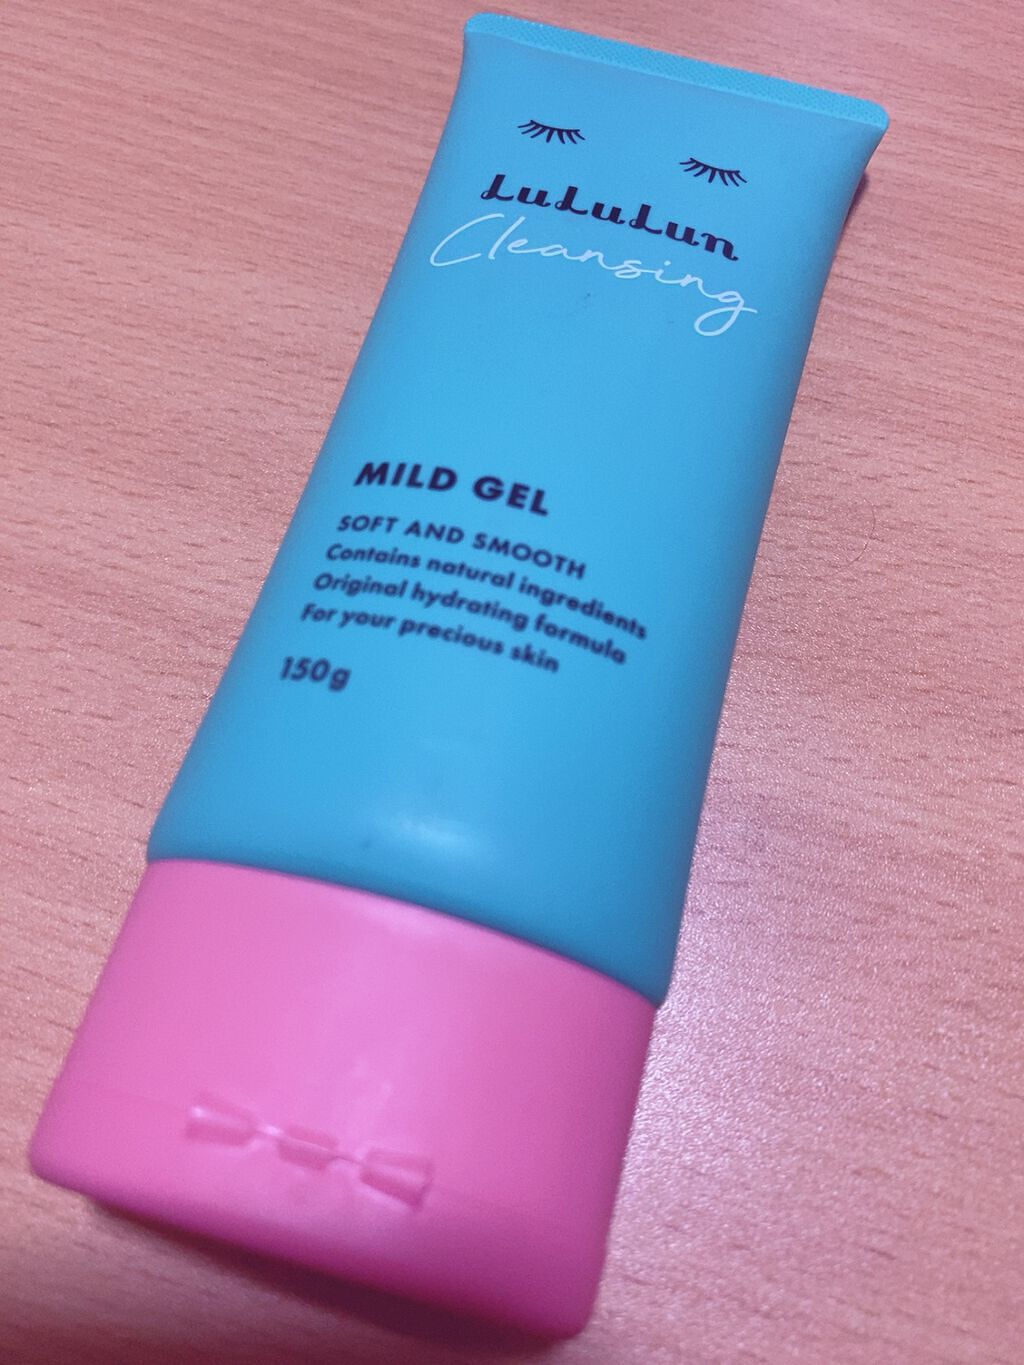 LuLuLun
Cleansing
MILD GEL
SOFT AND SMOOTH
Contains natural ingredients
Original hydrating formula
For your precious skin
150g